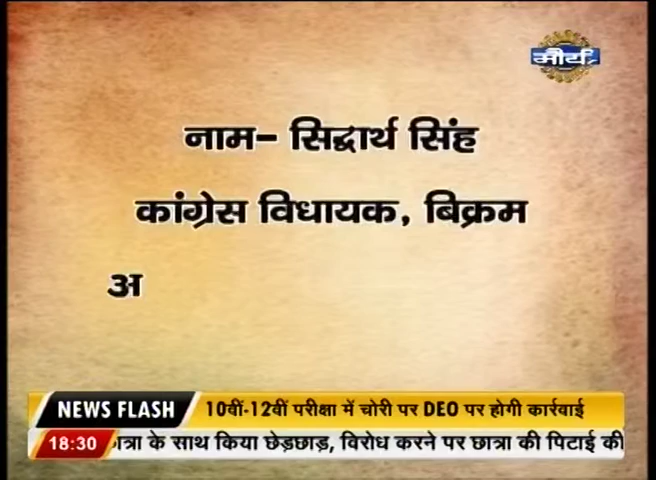 मौर्य
नाम- सिद्धार्थ सिंह
कांग्रेस विधायक, बिक्रम
अ
NEWS FLASH
10वीं-12वीं परीक्षा में चोरी पर DEO पर होगी कार्रवाई
18:30
के साथ किया छेड़छाड़, विरोध करने पर छात्रा की पिटाई की